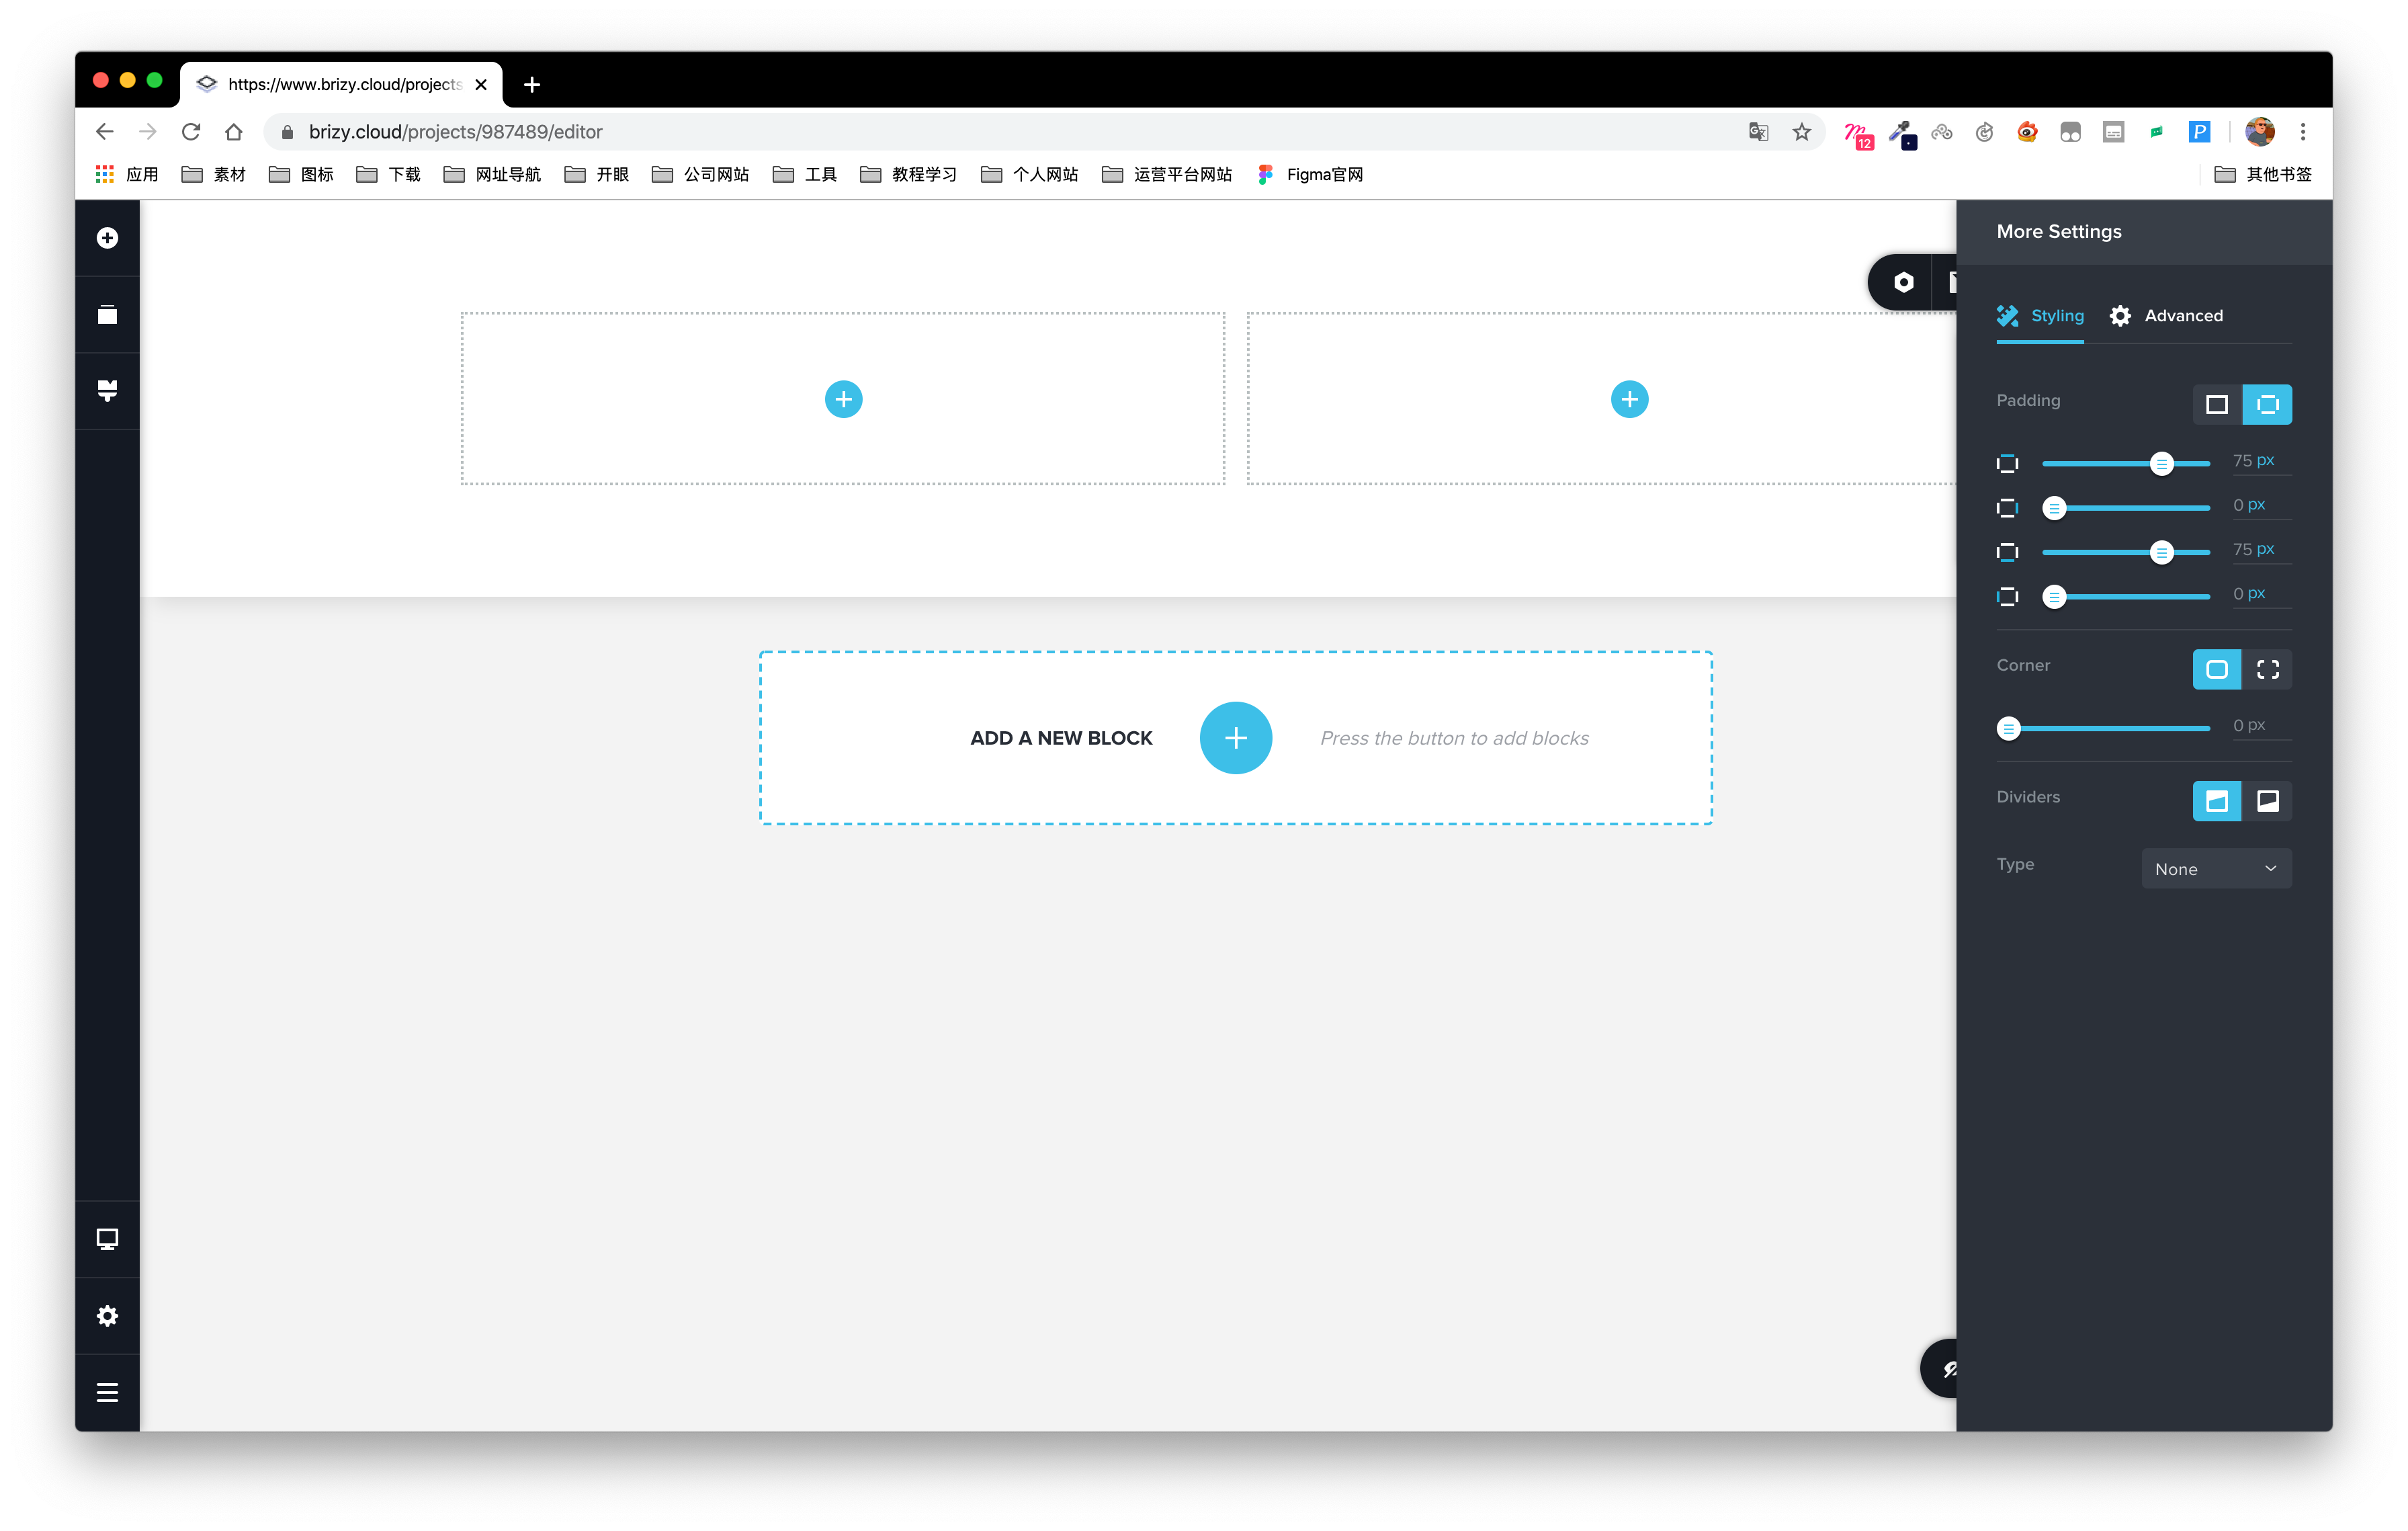 https://www.brizy.cloud/projects
brizy.cloud/projects/987489/editor
12
P
应用
素材
图标
下载
网址导航
开眼
公司网站
工具
教程学习
个人网站
运营平台网站
Figma官网
其他书签
More Settings
Styling
Advanced
Padding
75 px
0 px
75 px
0 px
Corner
0 px
Dividers
Type
None
ADD A NEW BLOCK
Press the button to add blocks